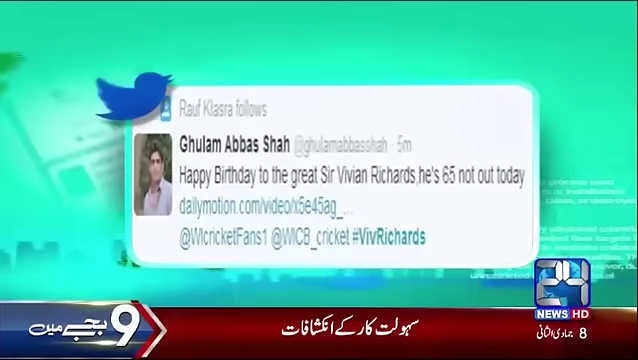 Rauf Klasra follows
Ghulam Abbas Shah @ghulamabbasshah · 5m
Happy Birthday to the great Sir Vivian Richards,he's 65 not out today
dailymotion.com/video/x5e45ag_...
@WIcricketFans1 @WICB_cricket #VivRichards
24
NEWS HD
9 بجے میں
سہولت کار کے انکشافات
8 جمادی الثانی